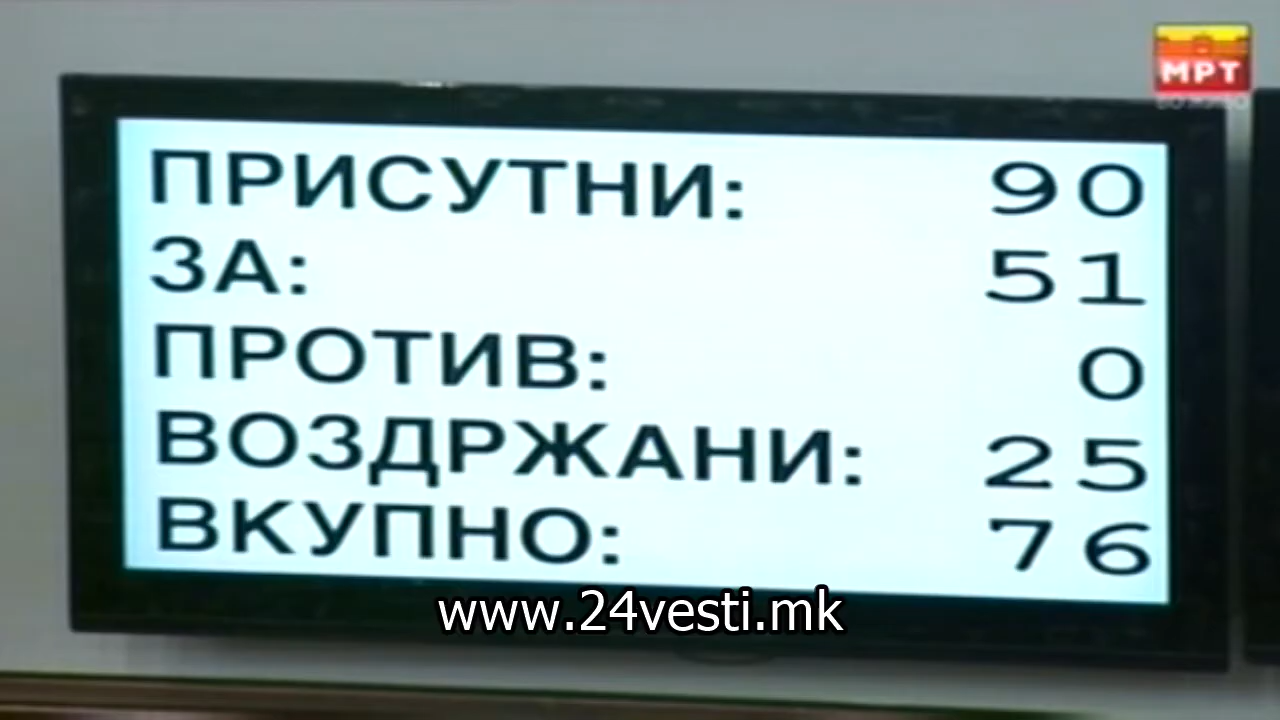 МРТ
ПРИСУТНИ: 90
ЗА: 51
ПРОТИВ: 0
ВОЗДРЖАНИ: 25
ВКУПНО: 76
www.24vesti.mk